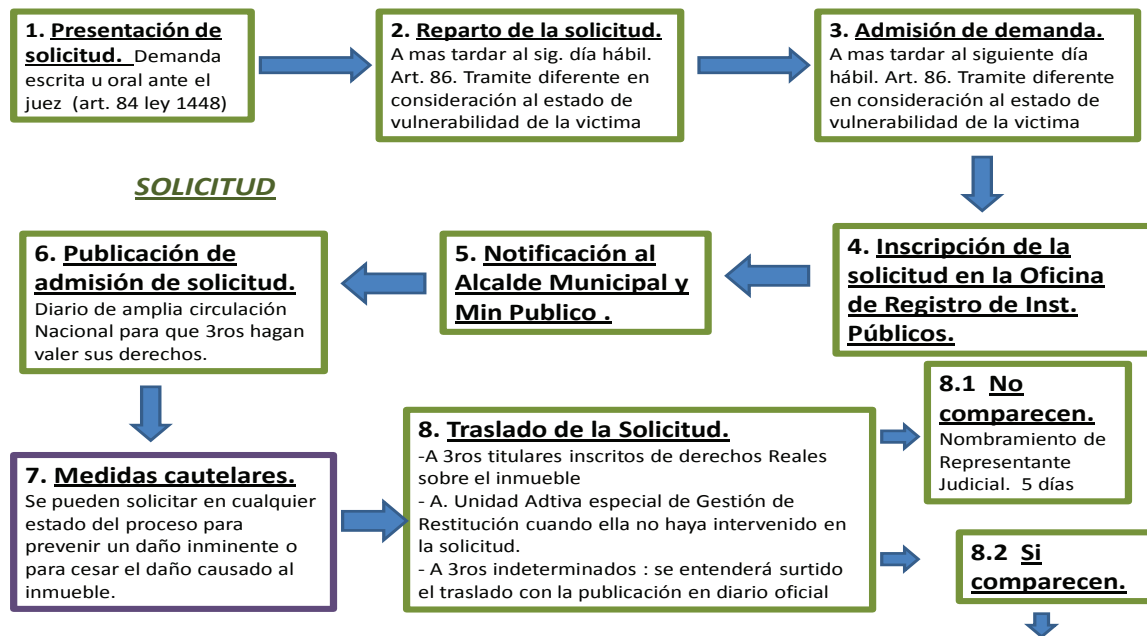 1. Presentación de
solicitud. Demanda
escrita u oral ante el
juez (art. 84 ley 1448)
2. Reparto de la solicitud.
A mas tardar al sig. día hábil.
Art. 86. Tramite diferente en
consideración al estado de
vulnerabilidad de la victima
3. Admisión de demanda.
A mas tardar al siguiente día
hábil. Art. 86. Tramite diferente
en consideración al estado de
vulnerabilidad de la victima
SOLICITUD
4. Inscripción de la
solicitud en la Oficina
de Registro de Inst.
Públicos.
5. Notificación al
Alcalde Municipal y
Min Publico .
6. Publicación de
admisión de solicitud.
Diario de amplia circulación
Nacional para que 3ros hagan
valer sus derechos.
7. Medidas cautelares.
Se pueden solicitar en cualquier
estado del proceso para
prevenir un daño inminente o
para cesar el daño causado al
inmueble.
8. Traslado de la Solicitud.
-A 3ros titulares inscritos de derechos Reales
sobre el inmueble
- A. Unidad Adtiva especial de Gestión de
Restitución cuando ella no haya intervenido en
la solicitud.
- A 3ros indeterminados : se entenderá surtido
el traslado con la publicación en diario oficial
8.1 No
comparecen.
Nombramiento de
Representante
Judicial. 5 días
8.2 Si
comparecen.